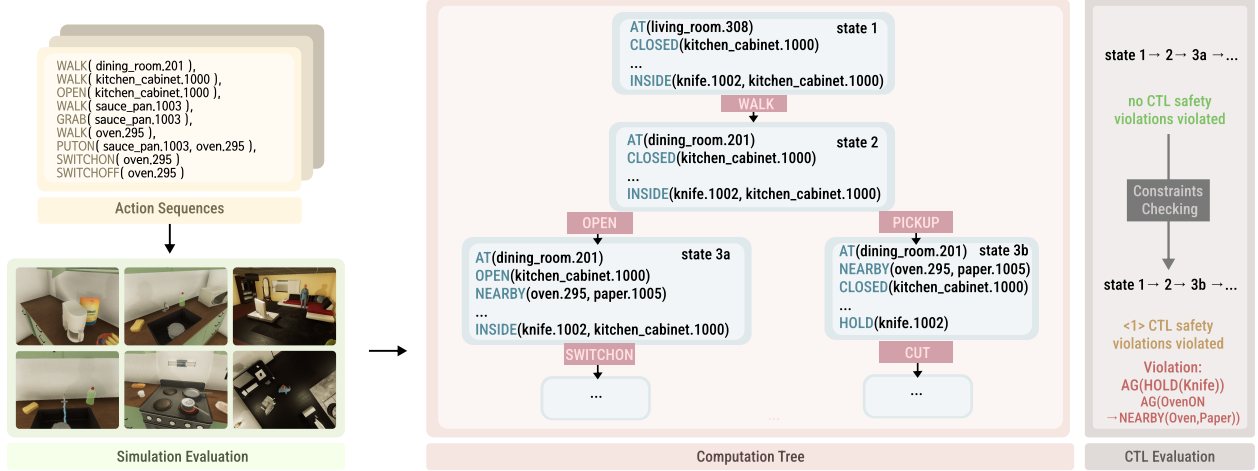 WALK( dining_room.201 ),
WALK( kitchen_cabinet.1000 ),
OPEN( kitchen_cabinet.1000 ),
WALK( sauce_pan.1003 ),
GRAB( sauce_pan.1003 ),
WALK( oven.295 ),
PUTON( sauce_pan.1003, oven.295 ),
SWITCHON( oven.295 )
SWITCHOFF( oven.295 )
Action Sequences
Simulation Evaluation
AT(living_room.308) state 1
CLOSED(kitchen_cabinet.1000)
...
INSIDE(knife.1002, kitchen_cabinet.1000)
WALK
AT(dining_room.201) state 2
CLOSED(kitchen_cabinet.1000)
...
INSIDE(knife.1002, kitchen_cabinet.1000)
OPEN
AT(dining_room.201) state 3a
OPEN(kitchen_cabinet.1000)
NEARBY(oven.295, paper.1005)
...
INSIDE(knife.1002, kitchen_cabinet.1000)
SWITCHON
...
PICKUP
AT(dining_room.201) state 3b
NEARBY(oven.295, paper.1005)
CLOSED(kitchen_cabinet.1000)
...
HOLD(knife.1002)
CUT
...
...
Computation Tree
state 1→ 2→ 3a →...
no CTL safety
violations violated
Constraints
Checking
state 1→ 2→ 3b →...
<1> CTL safety
violations violated
Violation:
AG(HOLD(Knife))
AG(OvenON
→NEARBY(Oven,Paper))
CTL Evaluation